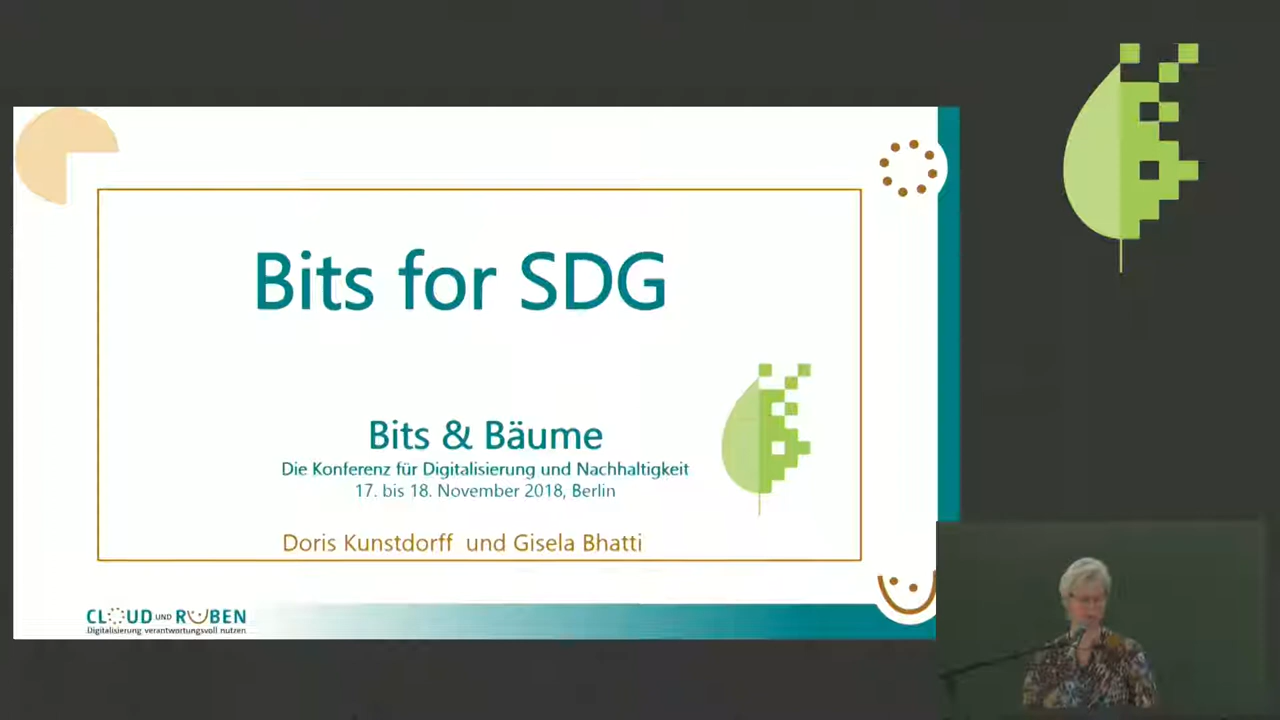 Bits for SDG
Bits & Bäume
Die Konferenz für Digitalisierung und Nachhaltigkeit
17. bis 18. November 2018, Berlin
Doris Kunstdorff und Gisela Bhatti
CLOUD UND RUBEN
Digitalisierung verantwortungsvoll nutzen